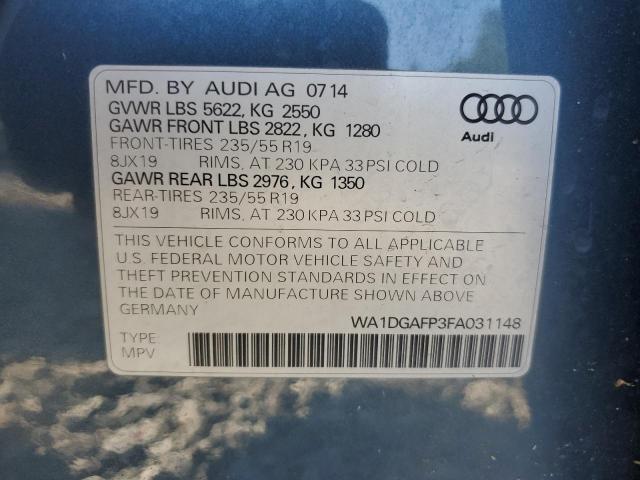 MFD. BY AUDI AG 07 14
GVWR LBS 5622, KG 2550
GAWR FRONT LBS 2822, KG 1280
FRONT-TIRES 235/55 R19
8JX19 RIMS, AT 230 KPA 33 PSI COLD
GAWR REAR LBS 2976, KG 1350
REAR-TIRES 235/55 R19
8JX19 RIMS, AT 230 KPA 33 PSI COLD
Audi
THIS VEHICLE CONFORMS TO ALL APPLICABLE
U.S. FEDERAL MOTOR VEHICLE SAFETY AND
THEFT PREVENTION STANDARDS IN EFFECT ON
THE DATE OF MANUFACTURE SHOWN ABOVE
GERMANY
WA1DGAFP3FA031148
TYPE:
MPV